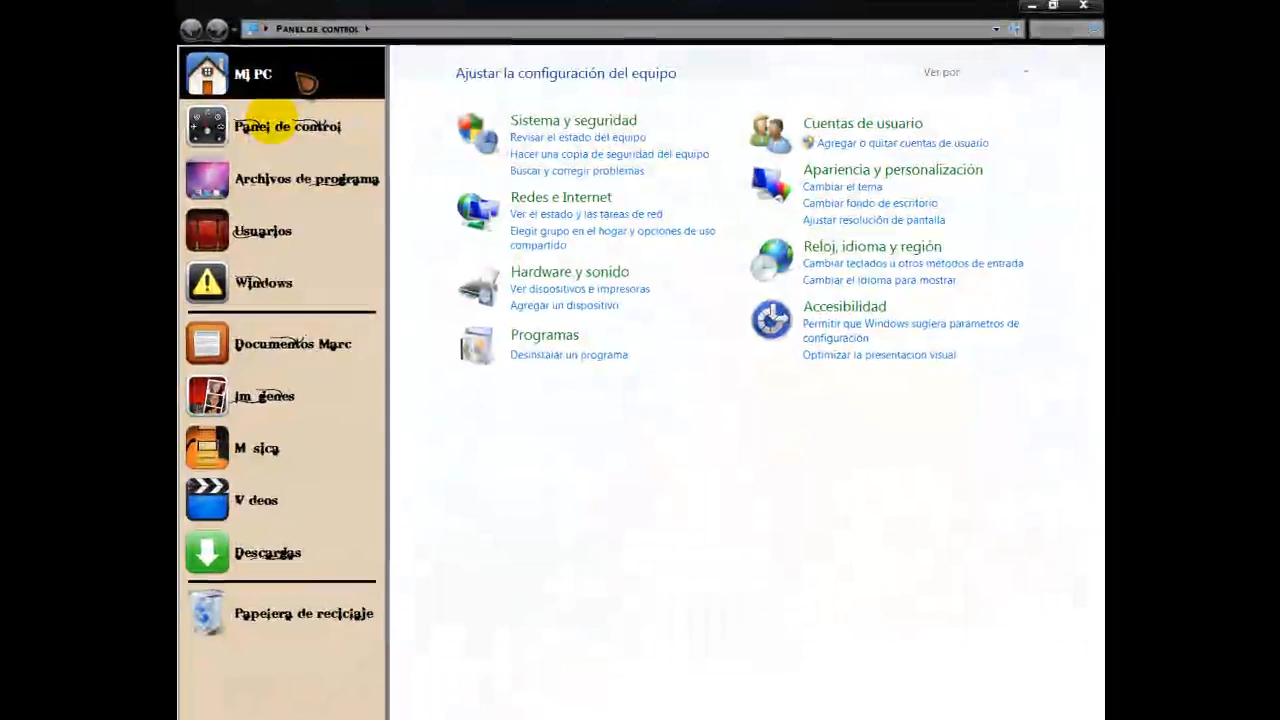 Panel de control
Mi PC
Panel de control
Archivos de programa
Usuarios
Windows
Documentos Marc
Im genes
M sica
V deos
Descargas
Papelera de reciclaje
Ajustar la configuración del equipo
Ver por
Sistema y seguridad
Revisar el estado del equipo
Hacer una copia de seguridad del equipo
Buscar y corregir problemas
Redes e Internet
Ver el estado y las tareas de red
Elegir grupo en el hogar y opciones de uso
compartido
Hardware y sonido
Ver dispositivos e impresoras
Agregar un dispositivo
Programas
Desinstalar un programa
Cuentas de usuario
Agregar o quitar cuentas de usuario
Apariencia y personalización
Cambiar el tema
Cambiar fondo de escritorio
Ajustar resolución de pantalla
Reloj, idioma y región
Cambiar teclados u otros métodos de entrada
Cambiar el idioma para mostrar
Accesibilidad
Permitir que Windows sugiera parámetros de
configuración
Optimizar la presentación visual